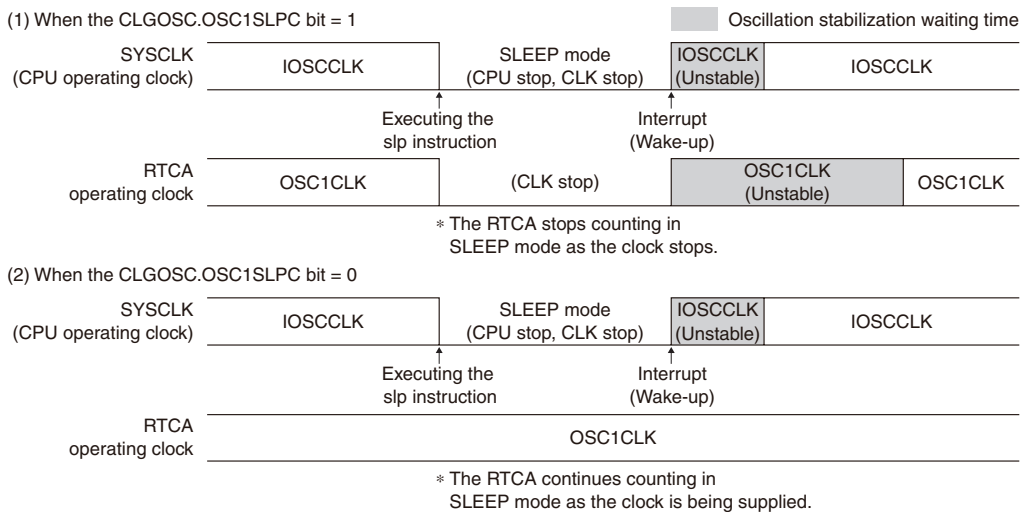 (1) When the CLGOSC.OSC1SLPC bit = 1
Oscillation stabilization waiting time
SYSCLK
(CPU operating clock)
IOSCCLK
SLEEP mode
(CPU stop, CLK stop)
IOSCCLK
(Unstable)
IOSCCLK
Executing the
slp instruction
Interrupt
(Wake-up)
RTCA
operating clock
OSC1CLK
(CLK stop)
OSC1CLK
(Unstable)
OSC1CLK
* The RTCA stops counting in
SLEEP mode as the clock stops.
(2) When the CLGOSC.OSC1SLPC bit = 0
SYSCLK
(CPU operating clock)
IOSCCLK
SLEEP mode
(CPU stop, CLK stop)
IOSCCLK
(Unstable)
IOSCCLK
Executing the
slp instruction
Interrupt
(Wake-up)
RTCA
operating clock
OSC1CLK
* The RTCA continues counting in
SLEEP mode as the clock is being supplied.